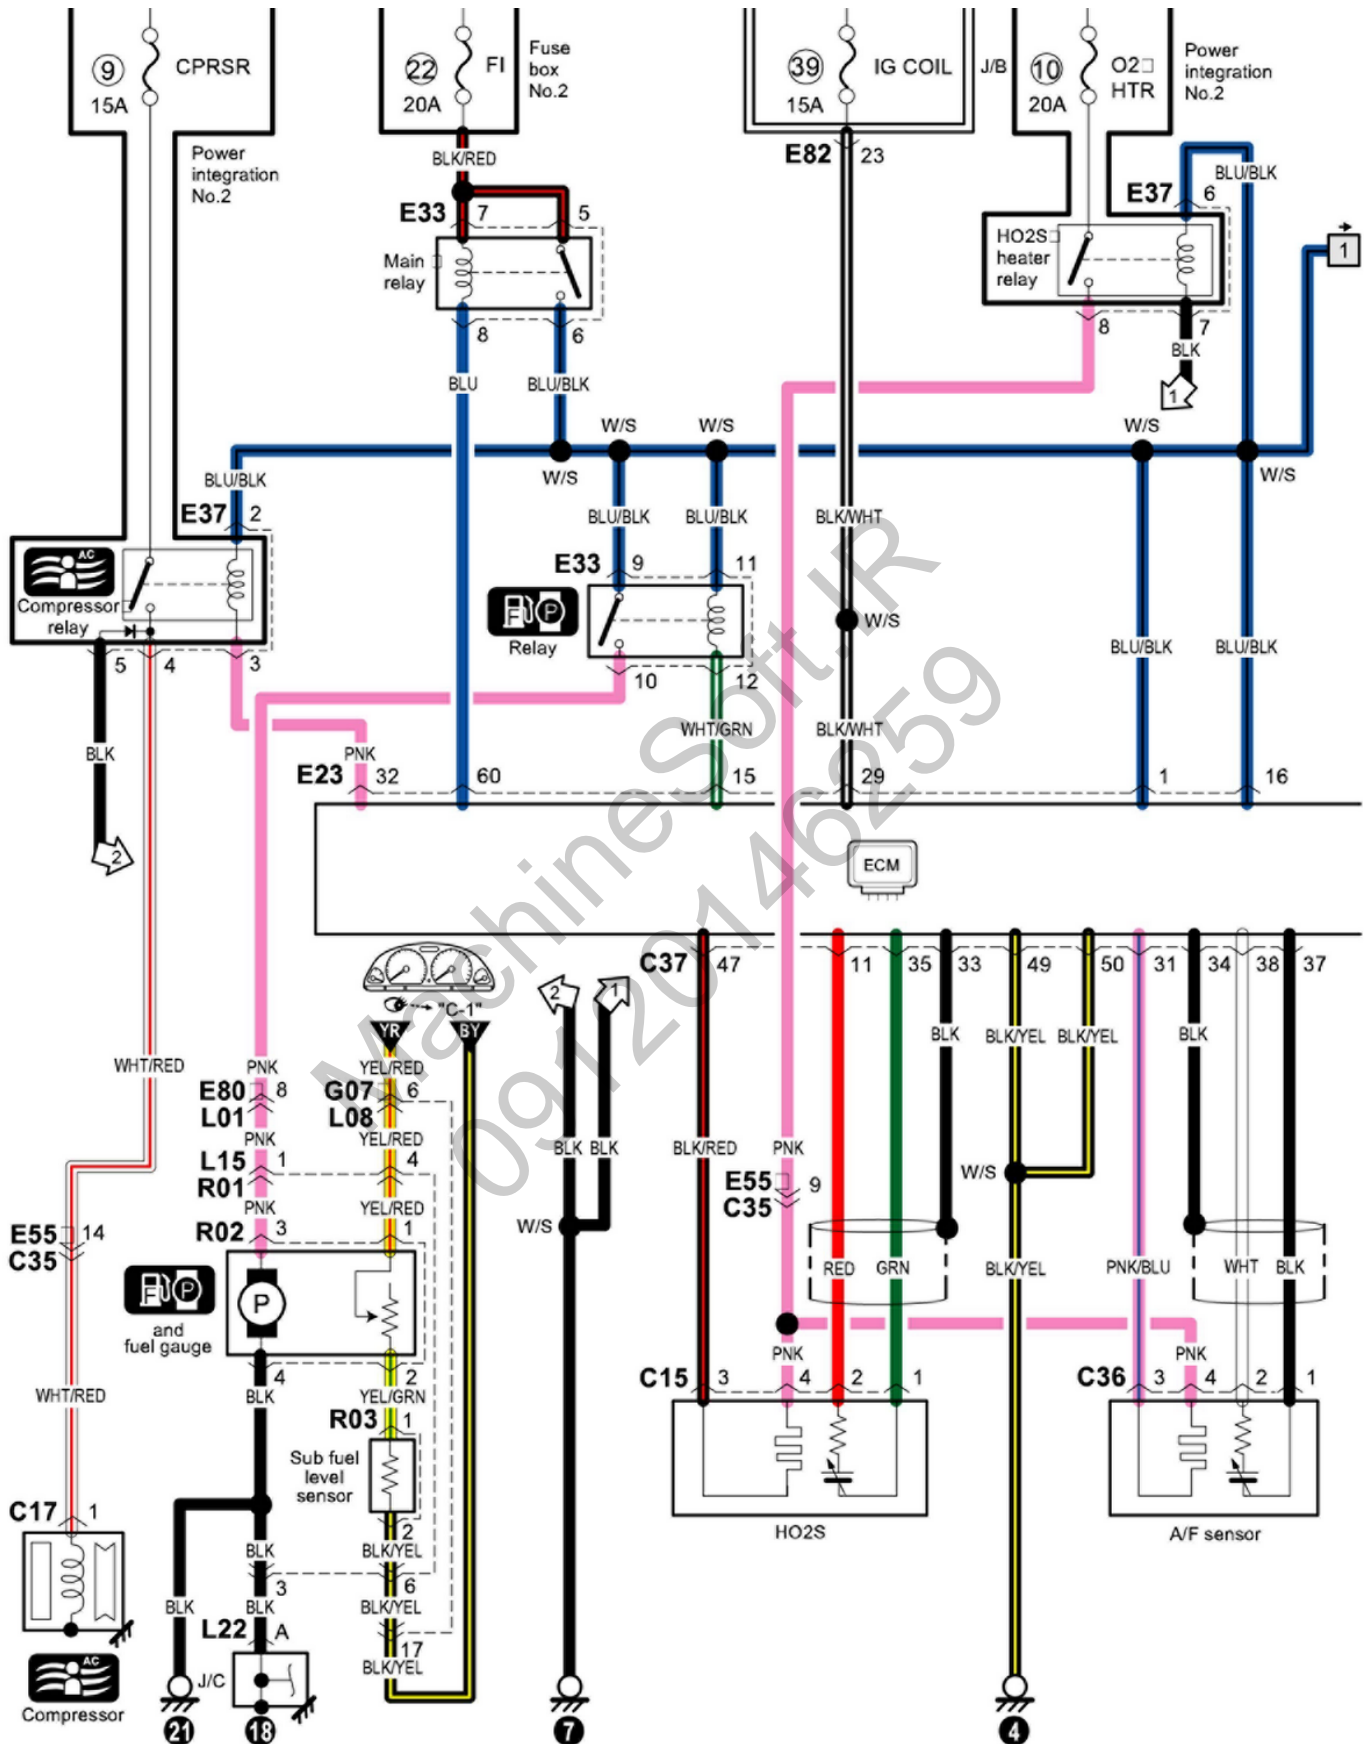 9 CPRSR
15A
Power
integration
No.2
22 FI
20A
Fuse
box
No.2
39 IG COIL
15A
J/B
10 O2
HTR
20A
Power
integration
No.2
BLK/RED
E82 23
E33 7 5
Main
relay
8 6
BLU BLU/BLK
E37 6
BLU/BLK
HO2S
heater
relay
8 7
BLK
1
1
W/S W/S W/S
W/S W/S
BLU/BLK
E37 2
BLU/BLK BLU/BLK BLK/WHT
E33 9 11
AC
Compressor
relay
5 4 3
F P
Relay
10 12
W/S
BLU/BLK BLU/BLK
BLK
PNK
WHT/GRN BLK/WHT
E23 32 60 15 29 1 16
2
ECM
MachineSoft.IR
09120146259
C37 47 11 35 33 49 50 31 34 38 37
"C-1"
YR BY
2 1
BLK BLK/YEL BLK/YEL BLK
WHT/RED PNK YEL/RED
E80 8 G07 6
L01 L08
PNK YEL/RED
BLK BLK BLK/RED PNK
L15 1 4
R01
PNK YEL/RED
W/S
E55 9
C35
W/S
R02 3 1
E55 14
C35
RED GRN BLK/YEL PNK/BLU WHT BLK
F P
and
fuel gauge
P
4 2
BLK YEL/GRN
WHT/RED
PNK PNK
C15 3 4 2 1
C36 3 4 2 1
R03 1
Sub fuel
level
sensor
2
C17 1
HO2S
A/F sensor
BLK BLK/YEL
3 6
BLK BLK BLK/YEL
L22 A
17
BLK/YEL
J/C
AC
Compressor
21 18 7 4